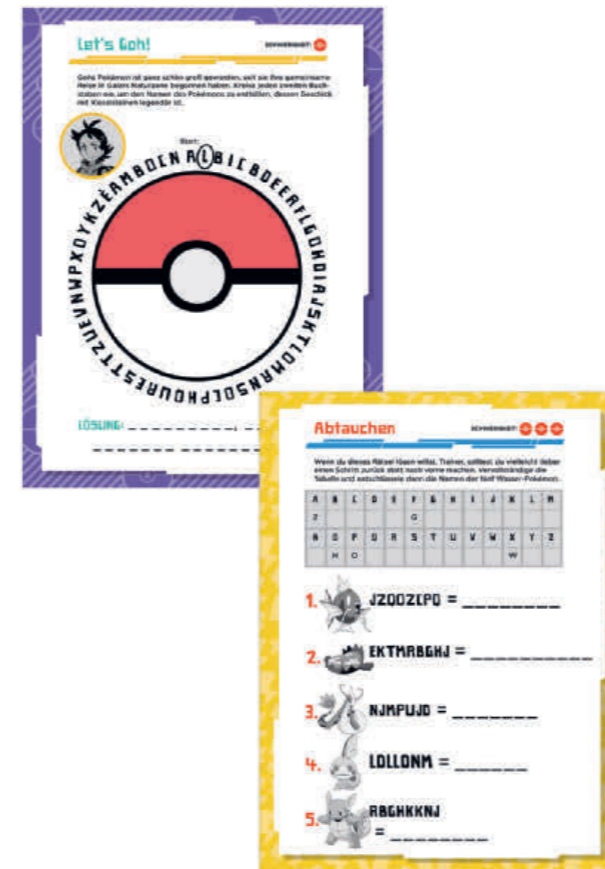 Let's Goh!
SCHWIERIGKEIT:
Gohs Pokémon ist ganz schön groß geworden, seit sie ihre gemeinsame
Reise in Galars Naturzone begonnen haben. Kreise jeden zweiten Buch-
staben ein, um den Namen des Pokémons zu enthüllen, dessen Geschick
mit Kieselsteinen legendär ist.
Start:
LÖSUNG: _ _ _ _ _ _ _ ,
Abtauchen
SCHWIERIGKEIT:
Wenn du dieses Rätsel lösen willst, Trainer, solltest du vielleicht lieber
einen Schritt zurück statt nach vorne machen. Vervollständige die
Tabelle und entschlüssele dann die Namen der fünf Wasser-Pokémon.
A B C D E F G H I J K L M
Z G
N O P Q R S T U V W X Y Z
N O W
1. JZQOZCPQ = _ _ _ _ _ _ _ _
2. EKTMRBGHJ = _ _ _ _ _ _ _ _ _ _
3. NJMPUJD = _ _ _ _ _ _ _
4. LDLLDNM = _ _ _ _ _ _
5. RBGHKKNJ
= _ _ _ _ _ _ _ _